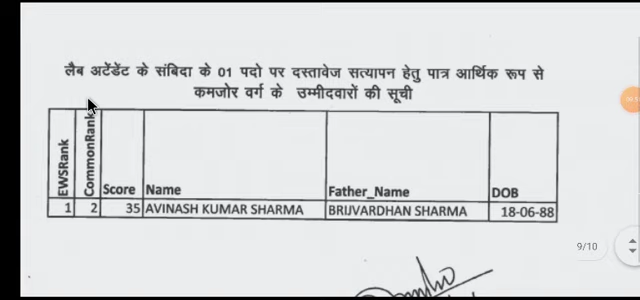 लैब अटेंडेंट के संबिदा के 01 पदो पर दस्तावेज सत्यापन हेतु पात्र आर्थिक रूप से
कमजोर वर्ग के उम्मीदवारों की सूची
EWSRank CommonRank Score Name Father_Name DOB
1 2 35 AVINASH KUMAR SHARMA BRIJVARDHAN SHARMA 18-06-88
9/10